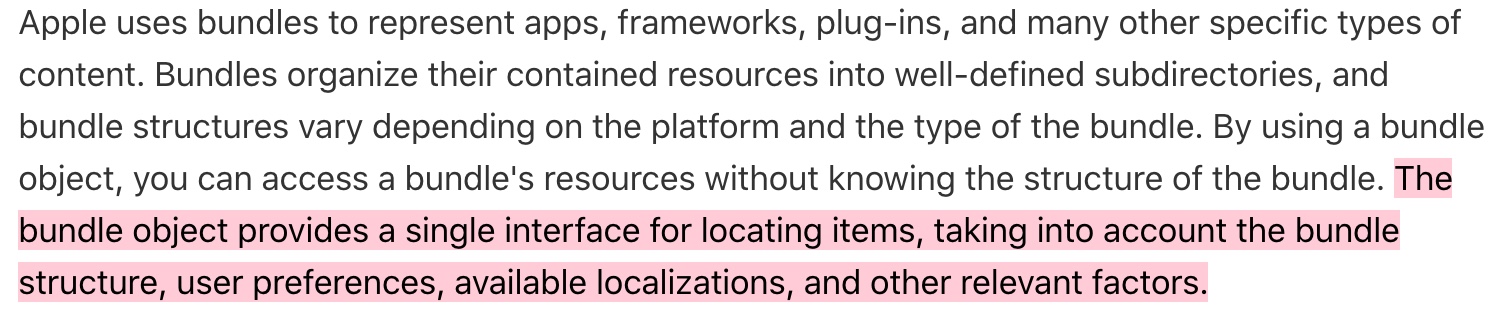 Apple uses bundles to represent apps, frameworks, plug-ins, and many other specific types of
content. Bundles organize their contained resources into well-defined subdirectories, and
bundle structures vary depending on the platform and the type of the bundle. By using a bundle
object, you can access a bundle's resources without knowing the structure of the bundle. The
bundle object provides a single interface for locating items, taking into account the bundle
structure, user preferences, available localizations, and other relevant factors.